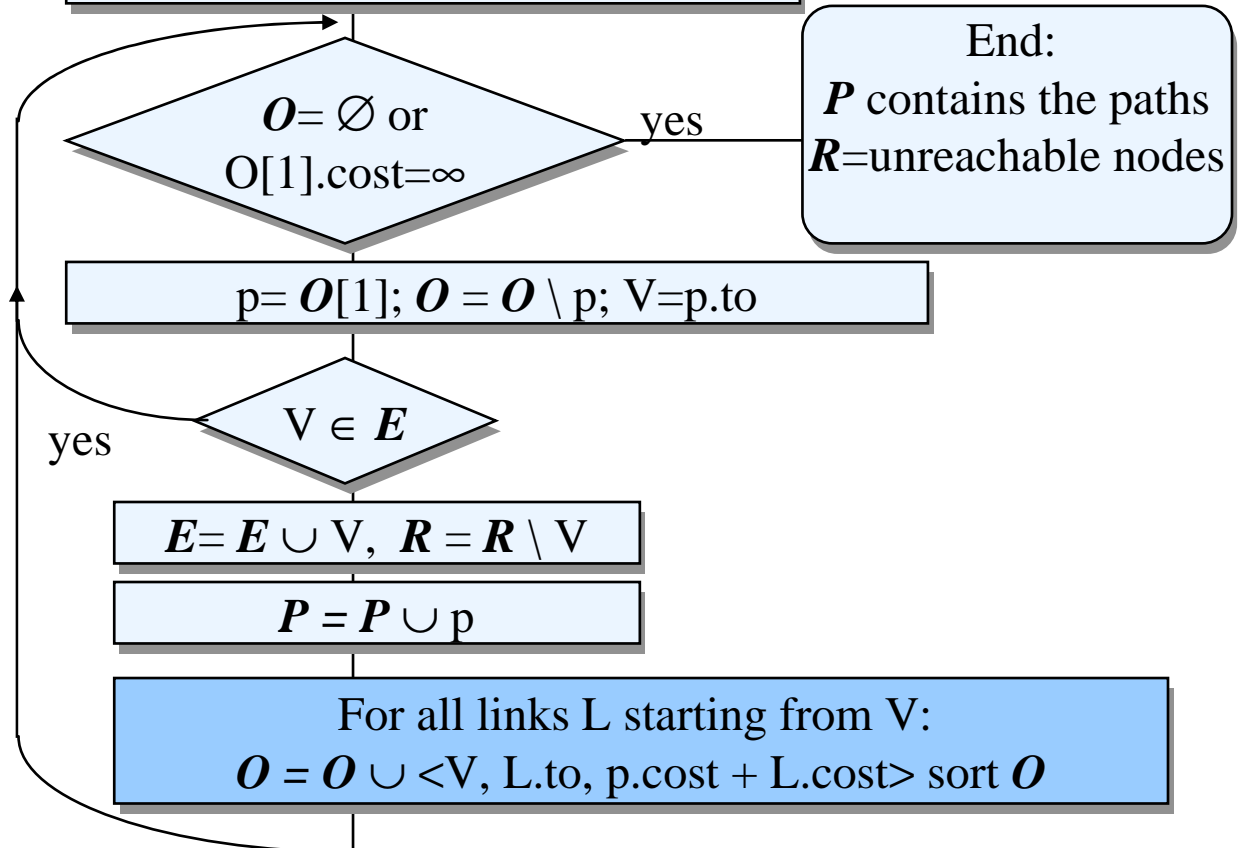 End:
P contains the paths
R=unreachable nodes
O= ∅ or
O[1].cost=∞
yes
p= O[1]; O = O \ p; V=p.to
V ∈ E
yes
E= E ∪ V, R = R \ V
P = P ∪ p
For all links L starting from V:
O = O ∪ <V, L.to, p.cost + L.cost> sort O